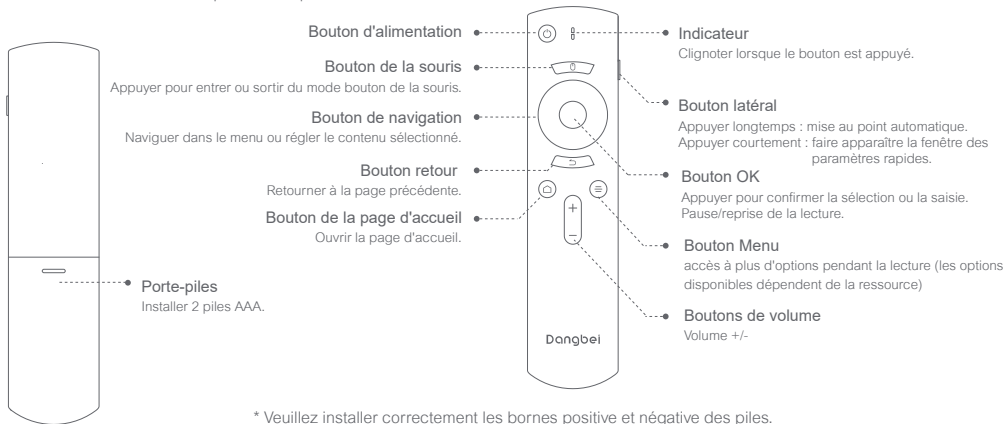 Bouton d'alimentation
Bouton de la souris
Appuyer pour entrer ou sortir du mode bouton de la souris.
Bouton de navigation
Naviguer dans le menu ou régler le contenu sélectionné.
Bouton retour
Retourner à la page précédente.
Bouton de la page d'accueil
Ouvrir la page d'accueil.
Porte-piles
Installer 2 piles AAA.
Dangbei
Indicateur
Clignoter lorsque le bouton est appuyé.
Bouton latéral
Appuyer longtemps : mise au point automatique.
Appuyer courtement : faire apparaître la fenêtre des
paramètres rapides.
Bouton OK
Appuyer pour confirmer la sélection ou la saisie.
Pause/reprise de la lecture.
Bouton Menu
accès à plus d'options pendant la lecture (les options
disponibles dépendent de la ressource)
Boutons de volume
Volume +/-
* Veuillez installer correctement les bornes positive et négative des piles.